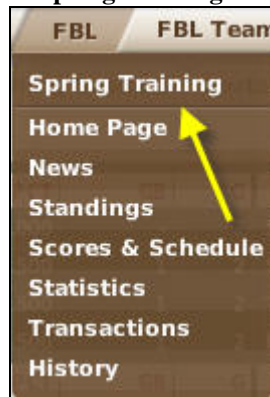 FBL FBL Team
Spring Training
Home Page
News
Standings
Scores & Schedule
Statistics
Transactions
History